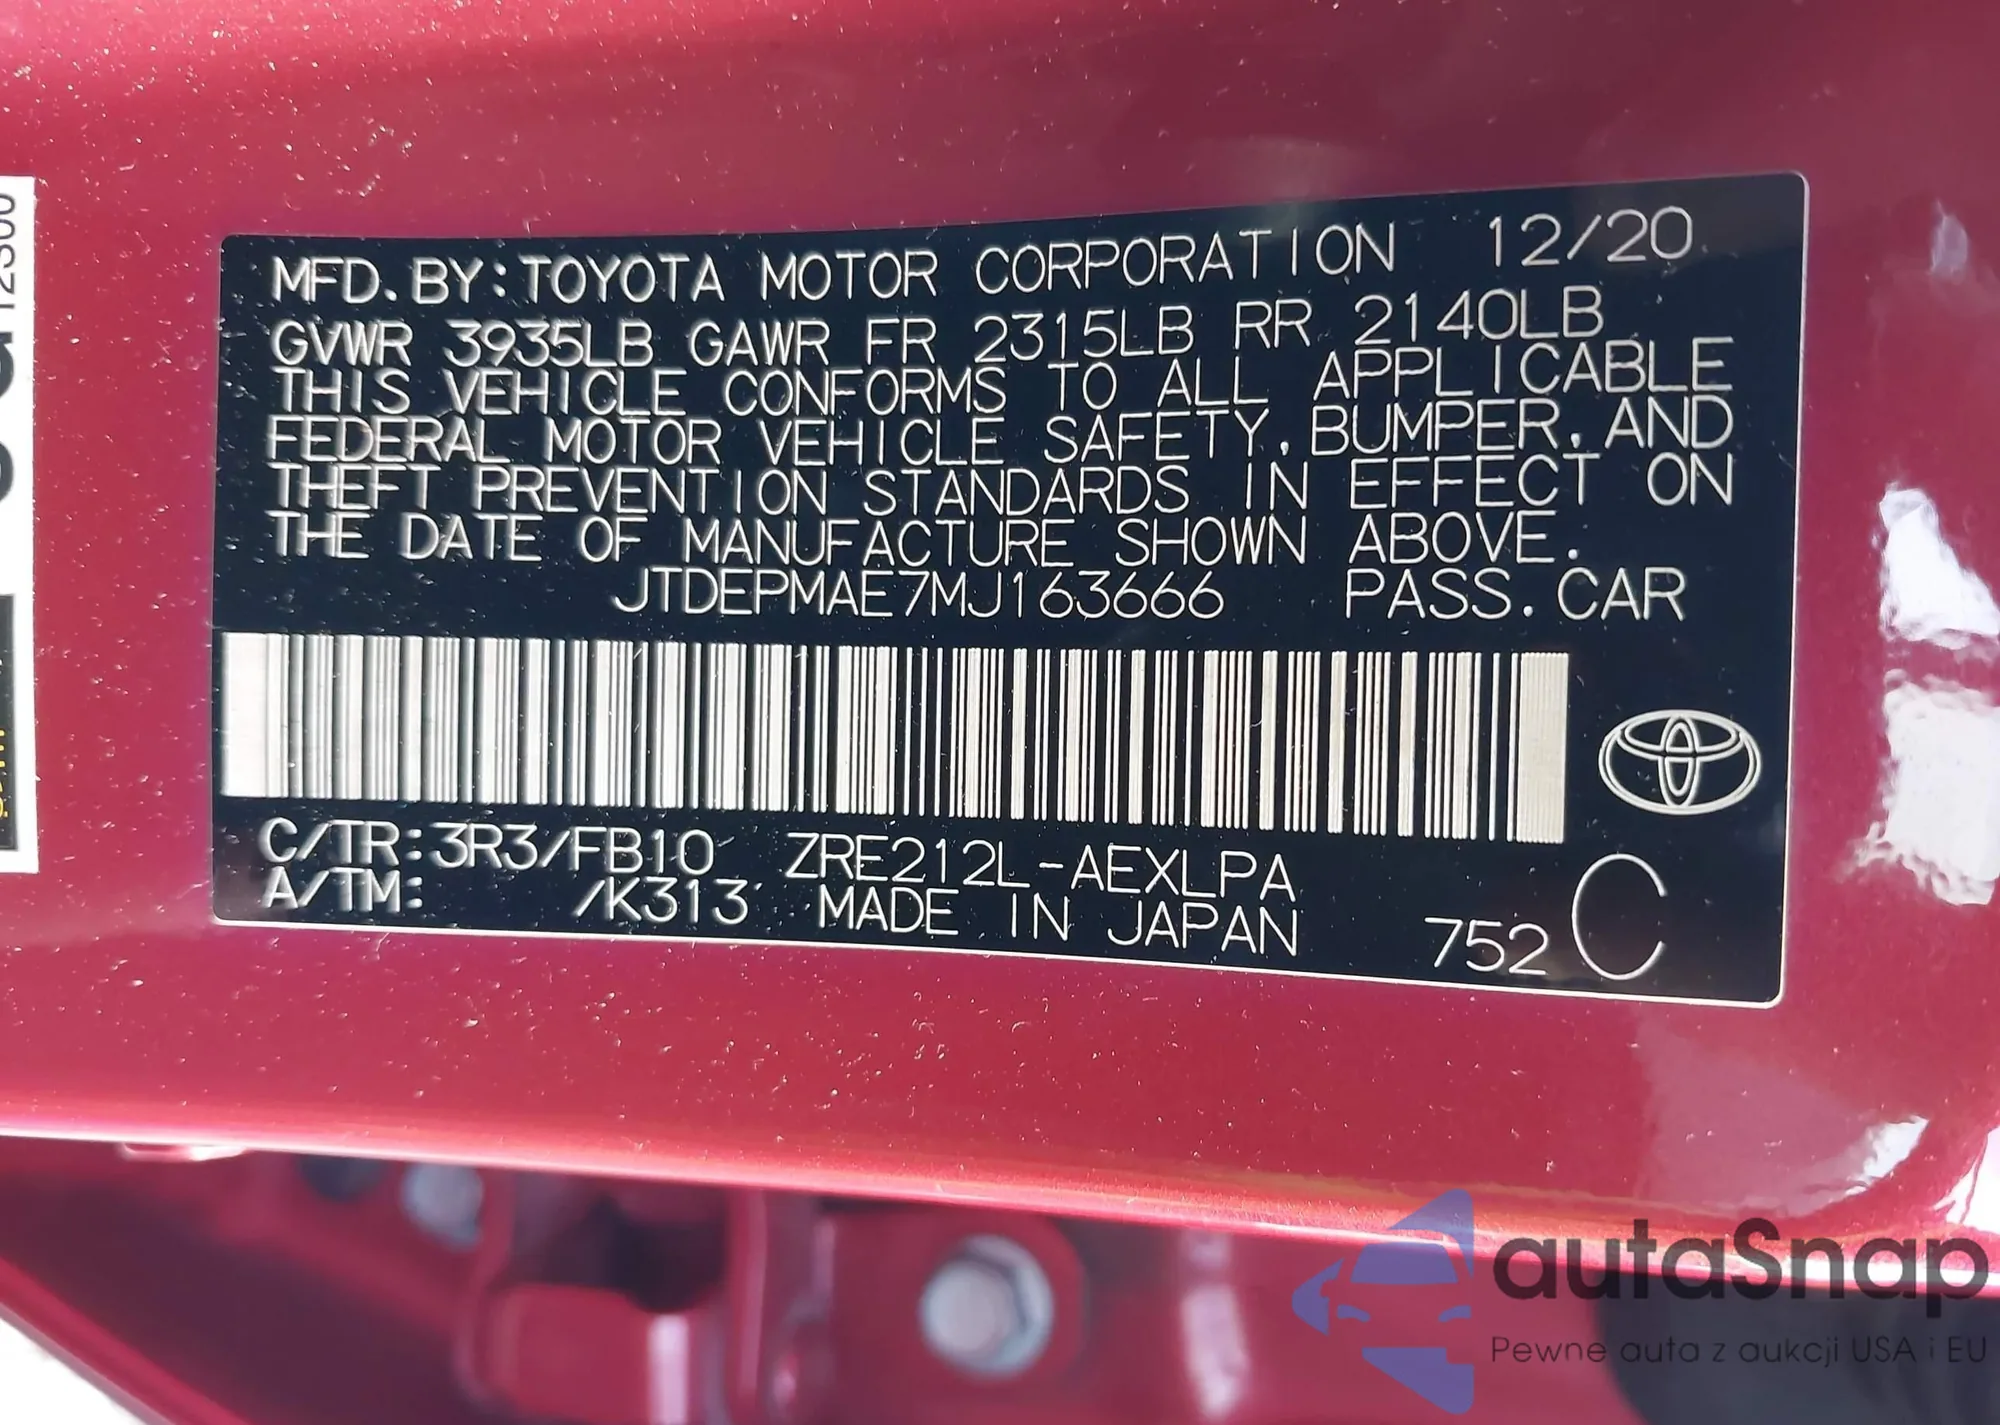 MFD. BY: TOYOTA MOTOR CORPORATION 12/20
GVWR 3935LB GAWR FR 2315LB RR 2140LB
THIS VEHICLE CONFORMS TO ALL APPLICABLE
FEDERAL MOTOR VEHICLE SAFETY, BUMPER, AND
THEFT PREVENTION STANDARDS IN EFFECT ON
THE DATE OF MANUFACTURE SHOWN ABOVE.
JTDEPMAE7MJ163666 PASS. CAR
C/TR: 3R3/FB10 ZRE212L-AEXLPA
A/TM: /K313 MADE IN JAPAN 752 C
autaSnap
Pewne auta z aukcji USA i EU